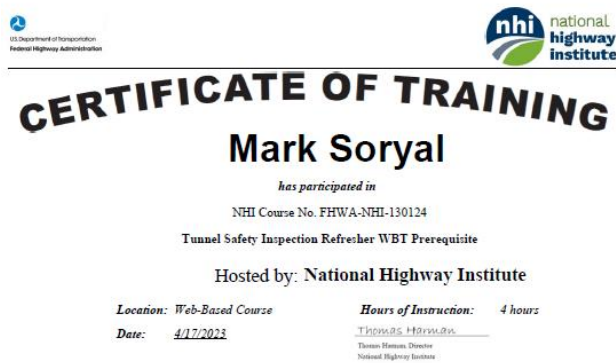 U.S. Department of Transportation
Federal Highway Administration
nhi national
highway
institute
CERTIFICATE OF TRAINING
Mark Soryal
has participated in
NHI Course No. FHWA-NHI-130124
Tunnel Safety Inspection Refresher WBT Prerequisite
Hosted by: National Highway Institute
Location: Web-Based Course Hours of Instruction: 4 hours
Date: 4/17/2023 Thomas Harman
Thomas Harman, Director
National Highway Institute